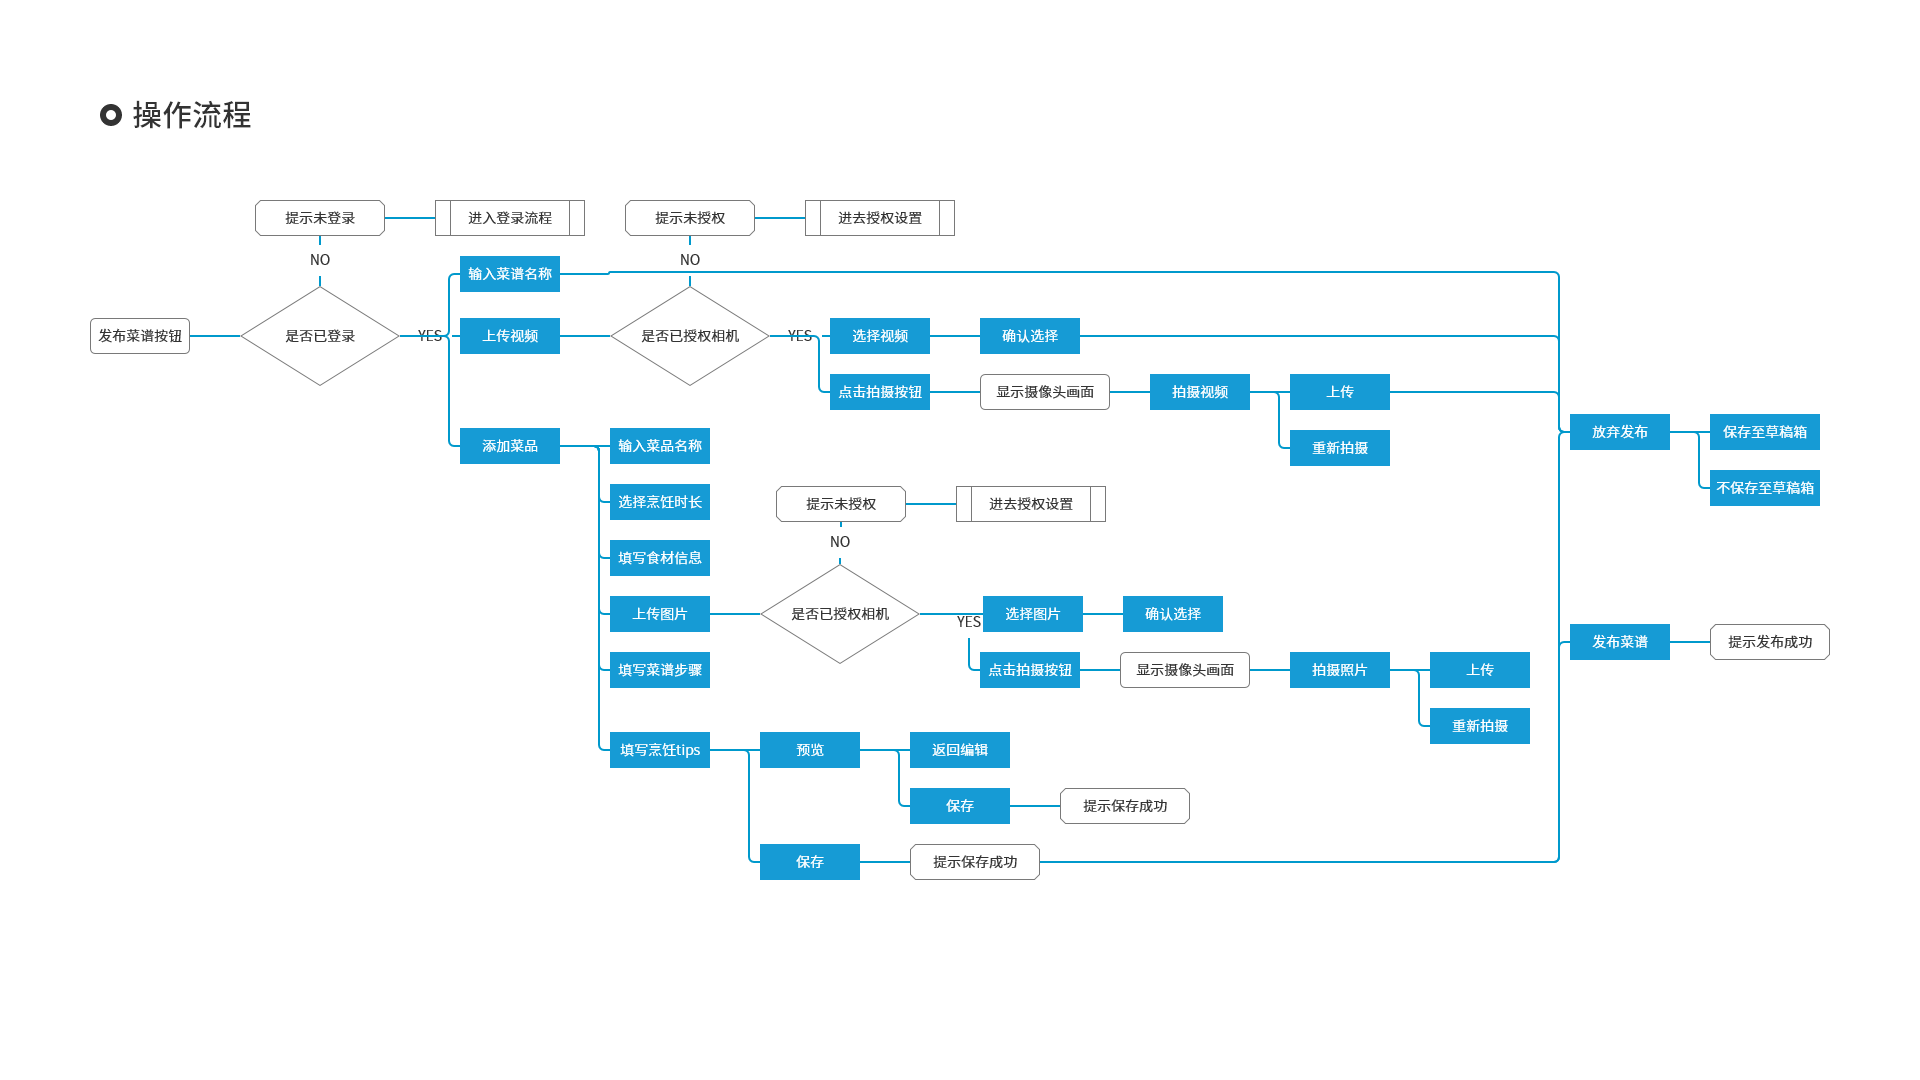 操作流程
提示未登录
进入登录流程
提示未授权
进去授权设置
NO
NO
输入菜谱名称
发布菜谱按钮
是否已登录
YES
上传视频
是否已授权相机
YES
选择视频
确认选择
点击拍摄按钮
显示摄像头画面
拍摄视频
上传
放弃发布
保存至草稿箱
添加菜品
输入菜品名称
重新拍摄
不保存至草稿箱
选择烹饪时长
提示未授权
进去授权设置
NO
填写食材信息
上传图片
是否已授权相机
YES
选择图片
确认选择
发布菜谱
提示发布成功
填写菜谱步骤
点击拍摄按钮
显示摄像头画面
拍摄照片
上传
重新拍摄
填写烹饪tips
预览
返回编辑
保存
提示保存成功
保存
提示保存成功